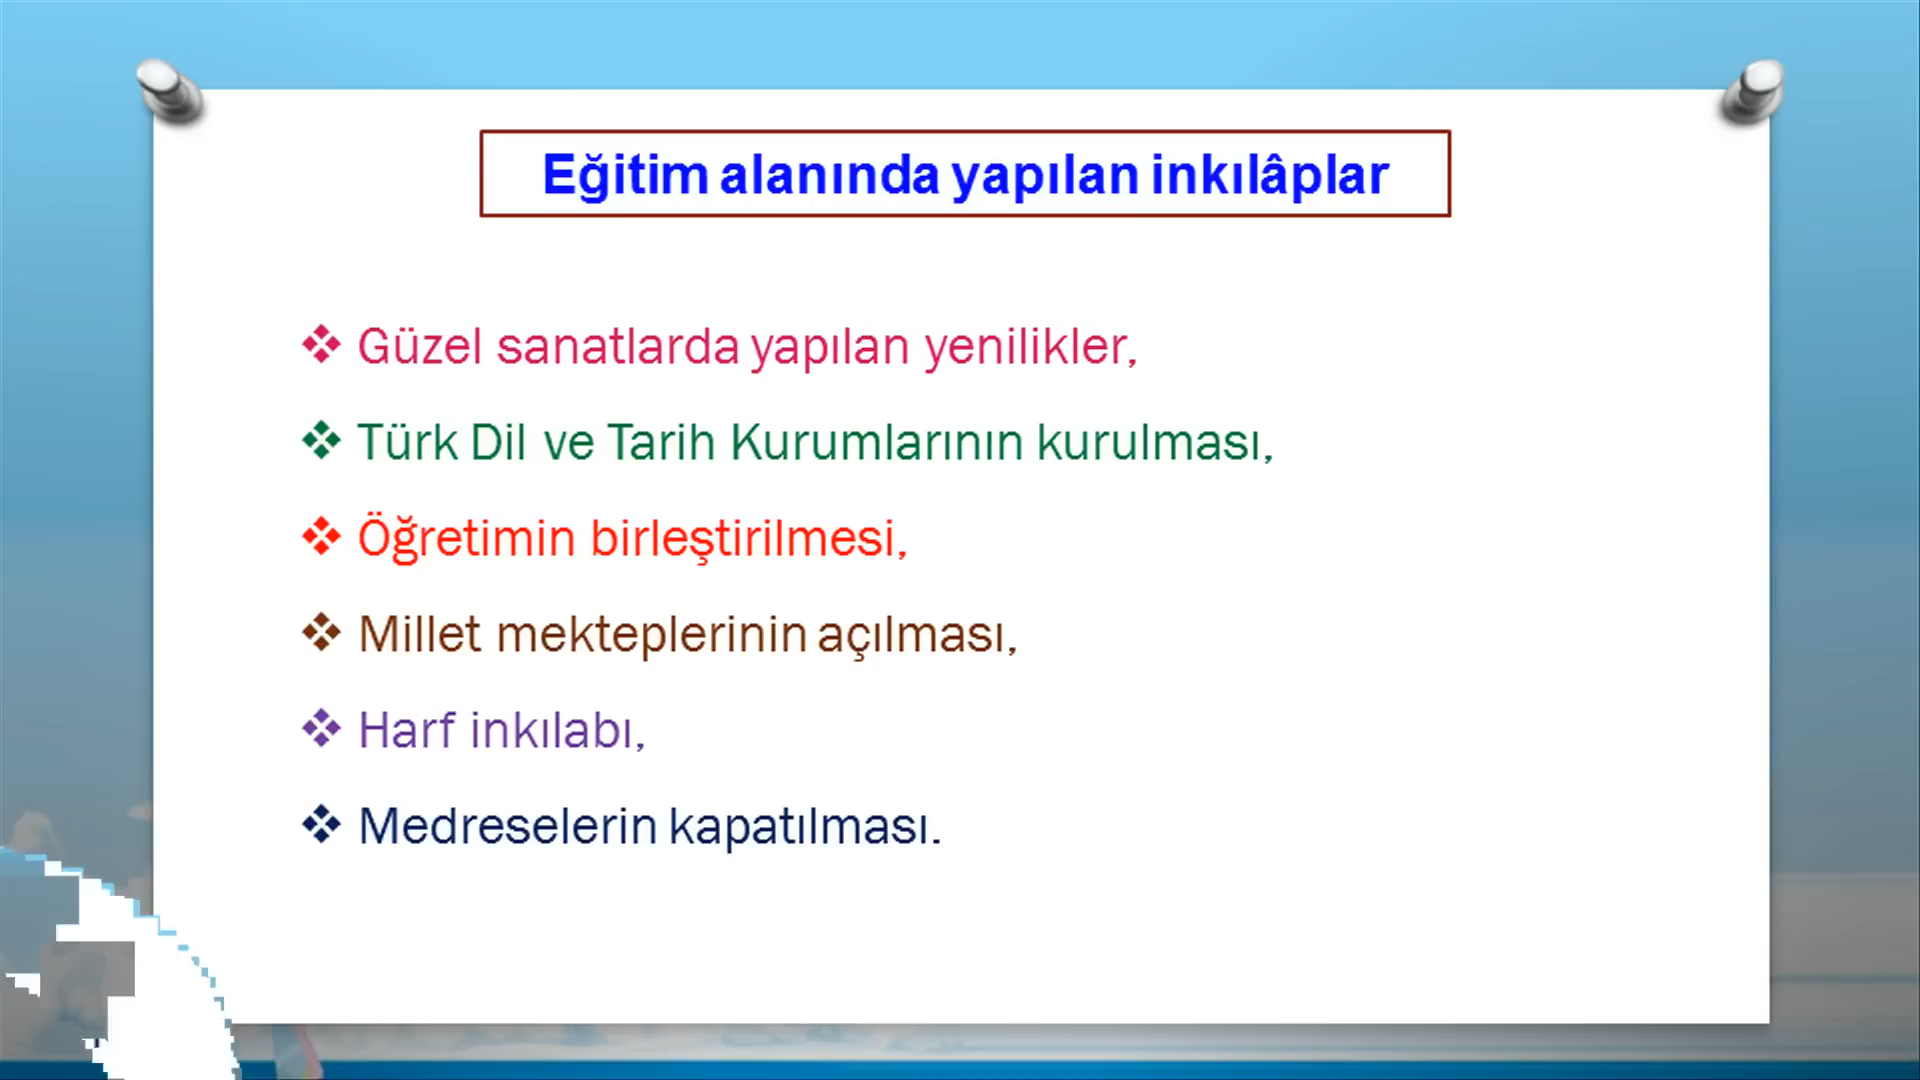 Eğitim alanında yapılan inkılâplar
❖ Güzel sanatlarda yapılan yenilikler,
❖ Türk Dil ve Tarih Kurumlarının kurulması,
❖ Öğretimin birleştirilmesi,
❖ Millet mekteplerinin açılması,
❖ Harf inkılabı,
❖ Medreselerin kapatılması.